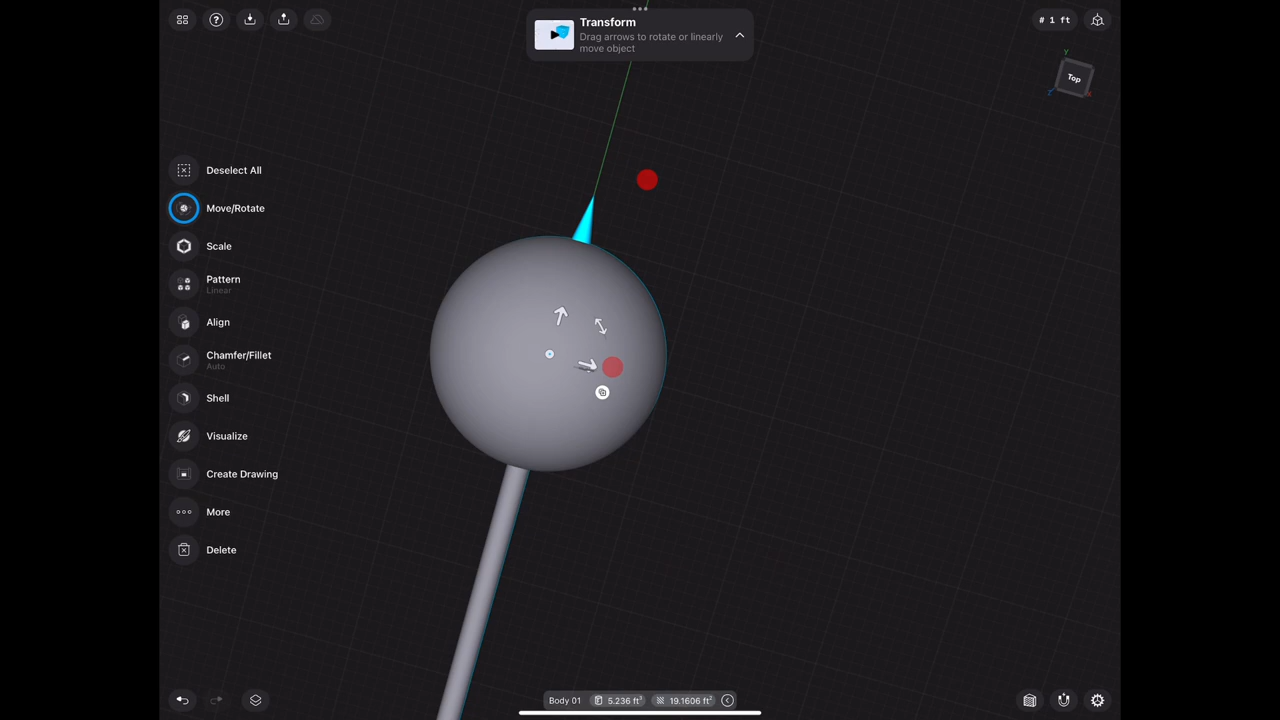 Transform
Drag arrows to rotate or linearly
move object
# 1 ft
Y
Top
Z
X
Deselect All
Move/Rotate
Scale
Pattern
Linear
Align
Chamfer/Fillet
Auto
Shell
Visualize
Create Drawing
More
Delete
Body 01 5.236 ft³ 19.1606 ft²